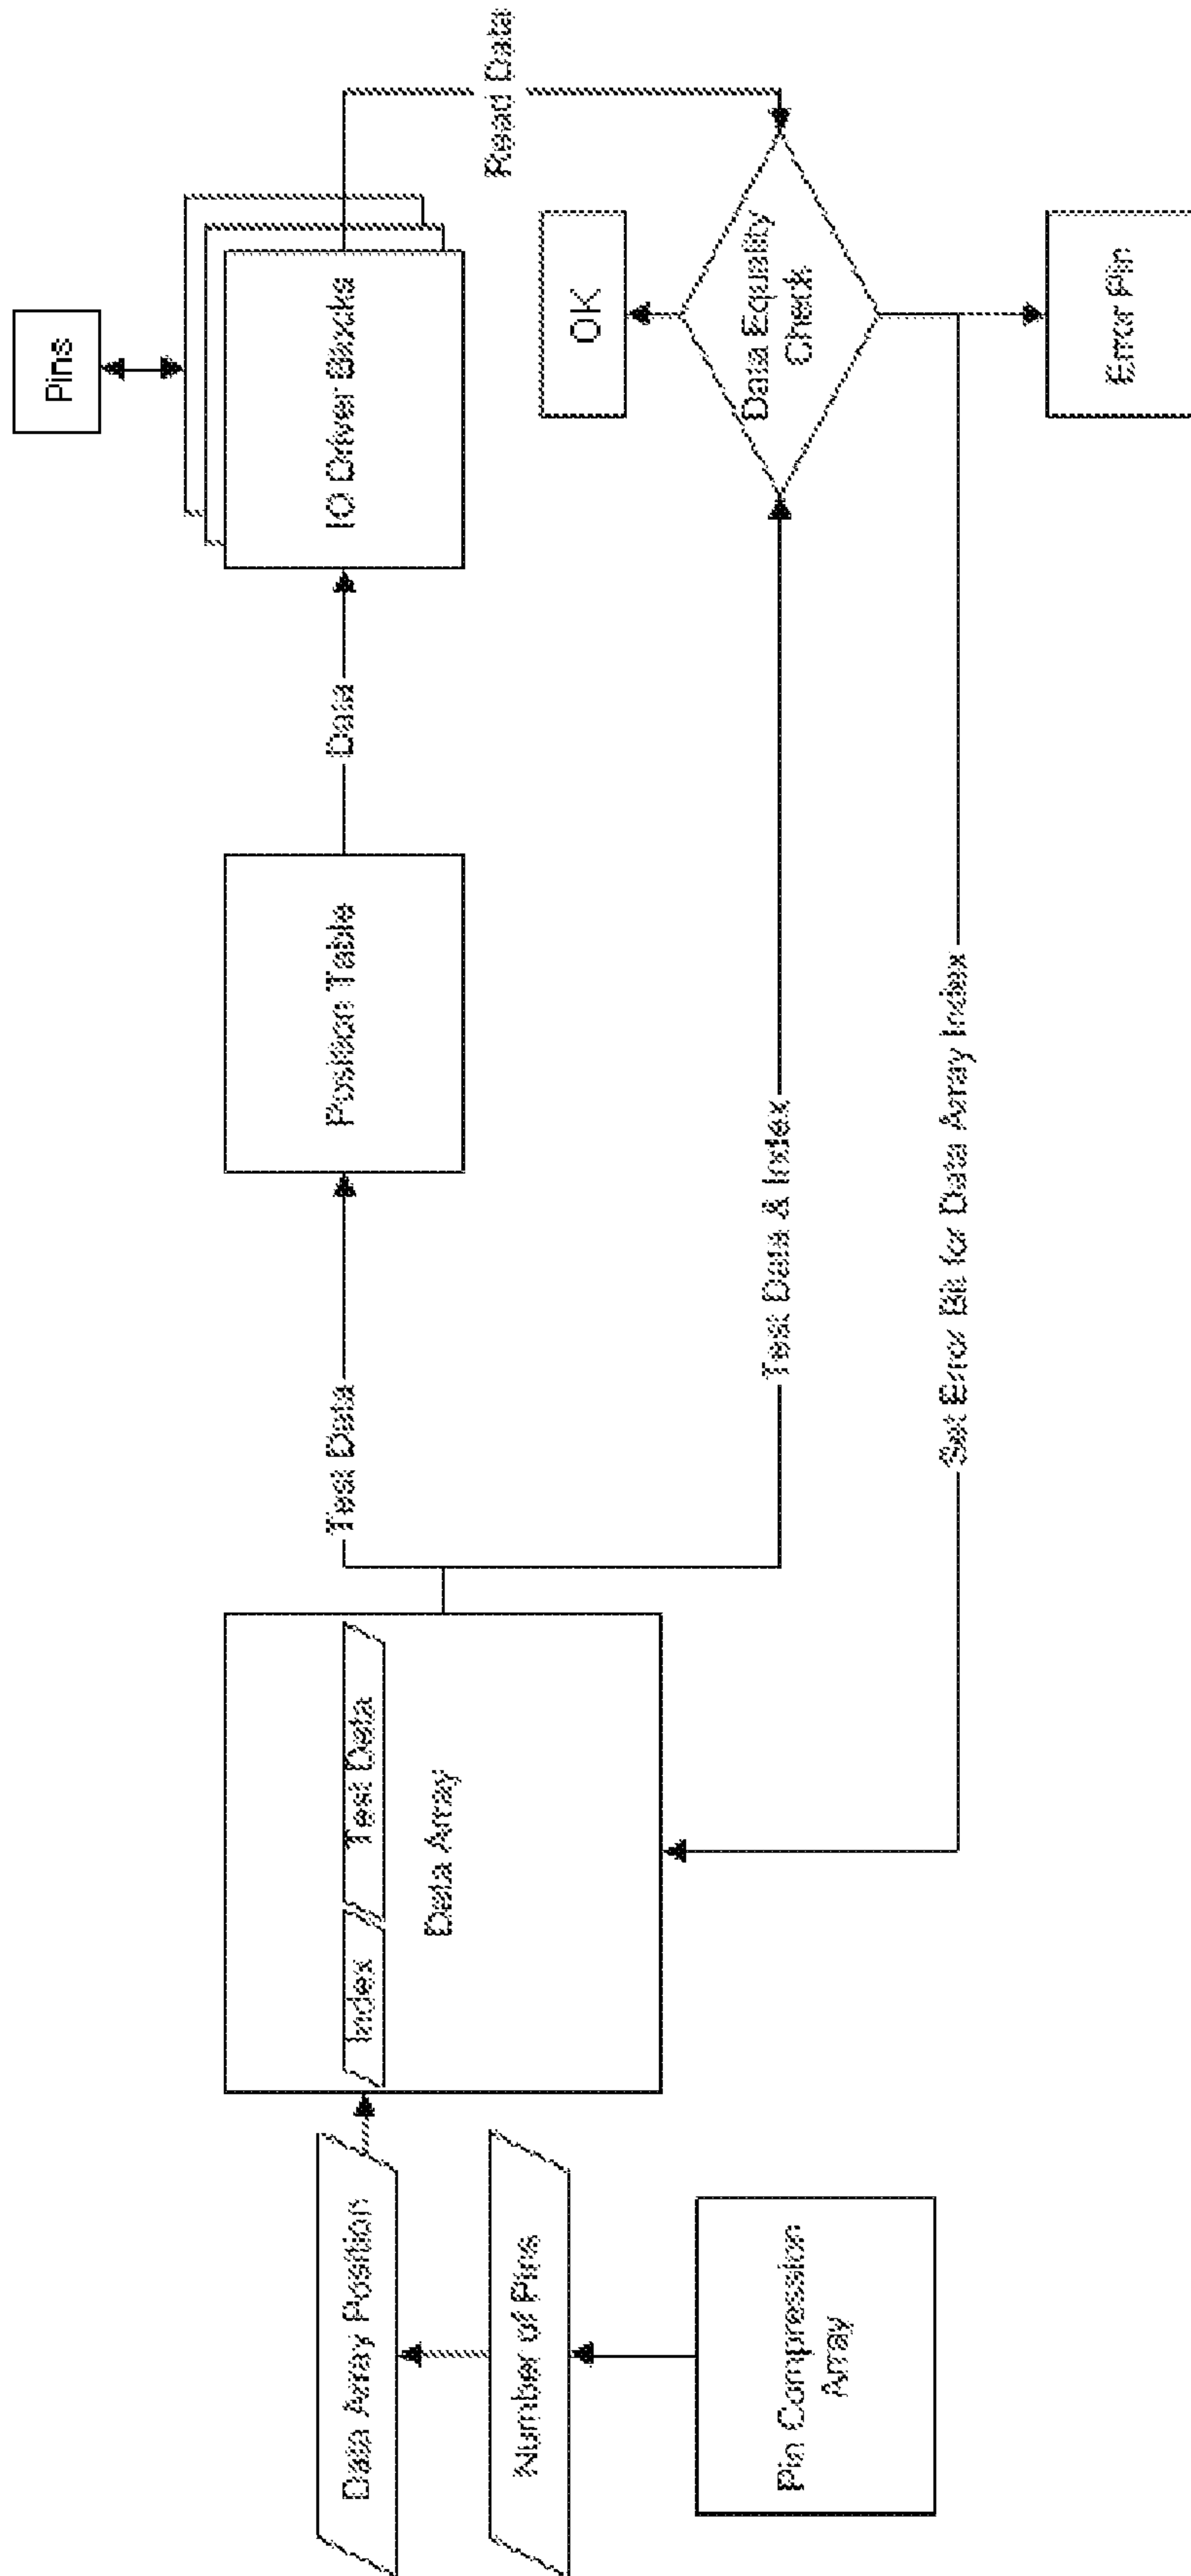 Pins
IO Driver Blocks
Read Data
Data
Position Table
Test Data
OK
Data Equality
Check
Error Pin
Test Data & Index
Set Error Bit for Data Array Index
Index
Test Data
Data Array
Data Array Position
Number of Pins
Pin Compression
Array